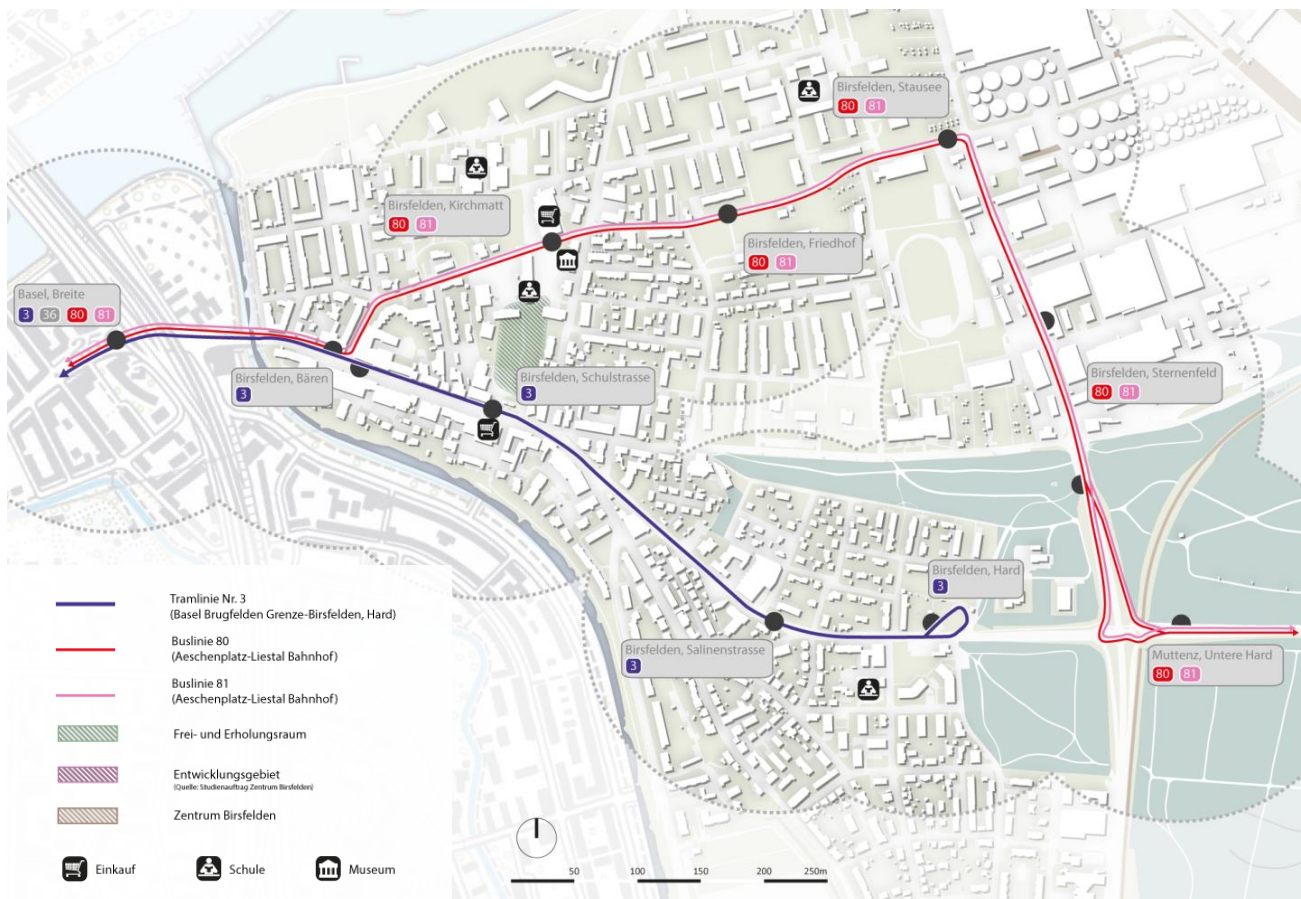 Birsfelden, Stausee
80 81
Birsfelden, Kirchmatt
80 81
Birsfelden, Friedhof
80 81
Basel, Breite
3 36 80 81
Birsfelden, Bären
3
Birsfelden, Schulstrasse
3
Birsfelden, Sternenfeld
80 81
Birsfelden, Hard
3
Birsfelden, Salinenstrasse
3
Muttenz, Untere Hard
80 81
Tramlinie Nr. 3
(Basel Brugfelden Grenze-Birsfelden, Hard)
Buslinie 80
(Aeschenplatz-Liestal Bahnhof)
Buslinie 81
(Aeschenplatz-Liestal Bahnhof)
Frei- und Erholungsraum
Entwicklungsgebiet
(Quelle: Studienauftrag Zentrum Birsfelden)
Zentrum Birsfelden
Einkauf
Schule
Museum
50 100 150 200 250m